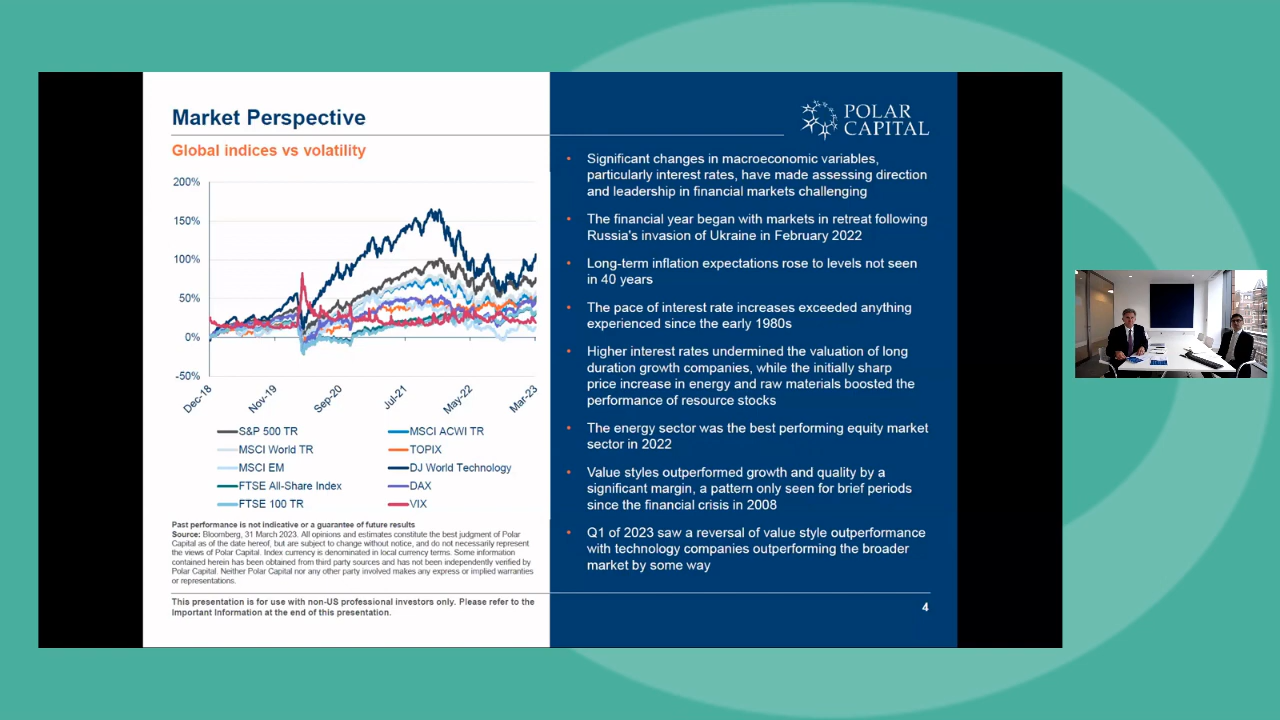 Market Perspective
POLAR
CAPITAL
Global indices vs volatility
200%
150%
100%
50%
0%
-50%
Dec-18
Nov-19
Sep-20
Jul-21
May-22
Mar-23
S&P 500 TR
MSCI ACWI TR
MSCI World TR
TOPIX
MSCI EM
DJ World Technology
FTSE All-Share Index
DAX
FTSE 100 TR
VIX
Past performance is not indicative or a guarantee of future results
Source: Bloomberg, 31 March 2023. All opinions and estimates constitute the best judgment of Polar
Capital as of the date hereof, but are subject to change without notice, and do not necessarily represent
the views of Polar Capital. Index currency is denominated in local currency terms. Some information
contained herein has been obtained from third party sources and has not been independently verified by
Polar Capital. Neither Polar Capital nor any other party involved makes any express or implied warranties
or representations.
This presentation is for use with non-US professional investors only. Please refer to the
Important Information at the end of this presentation.
• Significant changes in macroeconomic variables,
particularly interest rates, have made assessing direction
and leadership in financial markets challenging
• The financial year began with markets in retreat following
Russia's invasion of Ukraine in February 2022
• Long-term inflation expectations rose to levels not seen
in 40 years
• The pace of interest rate increases exceeded anything
experienced since the early 1980s
• Higher interest rates undermined the valuation of long
duration growth companies, while the initially sharp
price increase in energy and raw materials boosted the
performance of resource stocks
• The energy sector was the best performing equity market
sector in 2022
• Value styles outperformed growth and quality by a
significant margin, a pattern only seen for brief periods
since the financial crisis in 2008
• Q1 of 2023 saw a reversal of value style outperformance
with technology companies outperforming the broader
market by some way
4